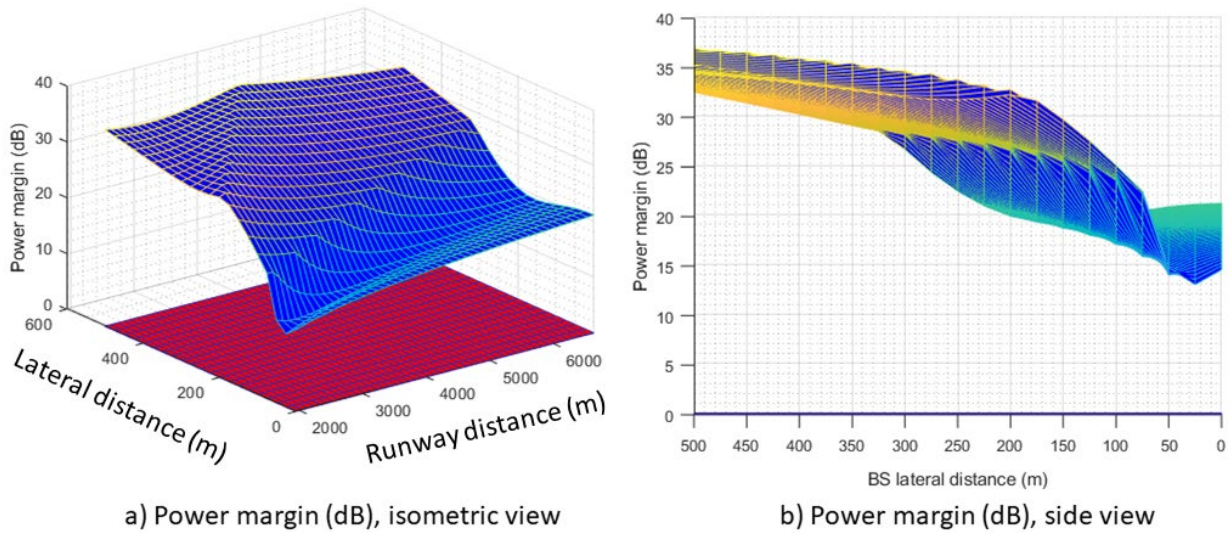 40
30
20
10
0
Power margin (dB)
600
400
200
0
Lateral distance (m)
2000
3000
4000
5000
6000
Runway distance (m)
a) Power margin (dB), isometric view
40
35
30
25
20
15
10
5
0
Power margin (dB)
500 450 400 350 300 250 200 150 100 50 0
BS lateral distance (m)
b) Power margin (dB), side view